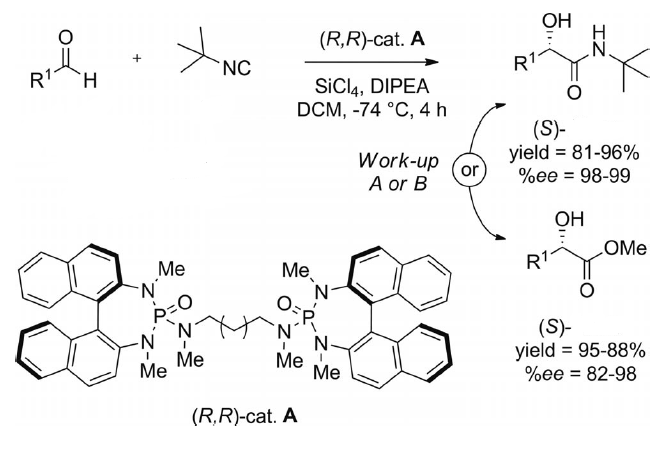 O
R¹ H
+
NC
(R,R)-cat. A
SiCl₄, DIPEA
DCM, -74 °C, 4 h
OH
R¹ H
N
O
(S)-
yield = 81-96%
%ee = 98-99
Work-up
A or B
or
OH
R¹ OMe
O
(S)-
yield = 95-88%
%ee = 82-98
Me Me
N N
O O
P P
N N
N N
Me Me Me Me
( ) 
(R,R)-cat. A